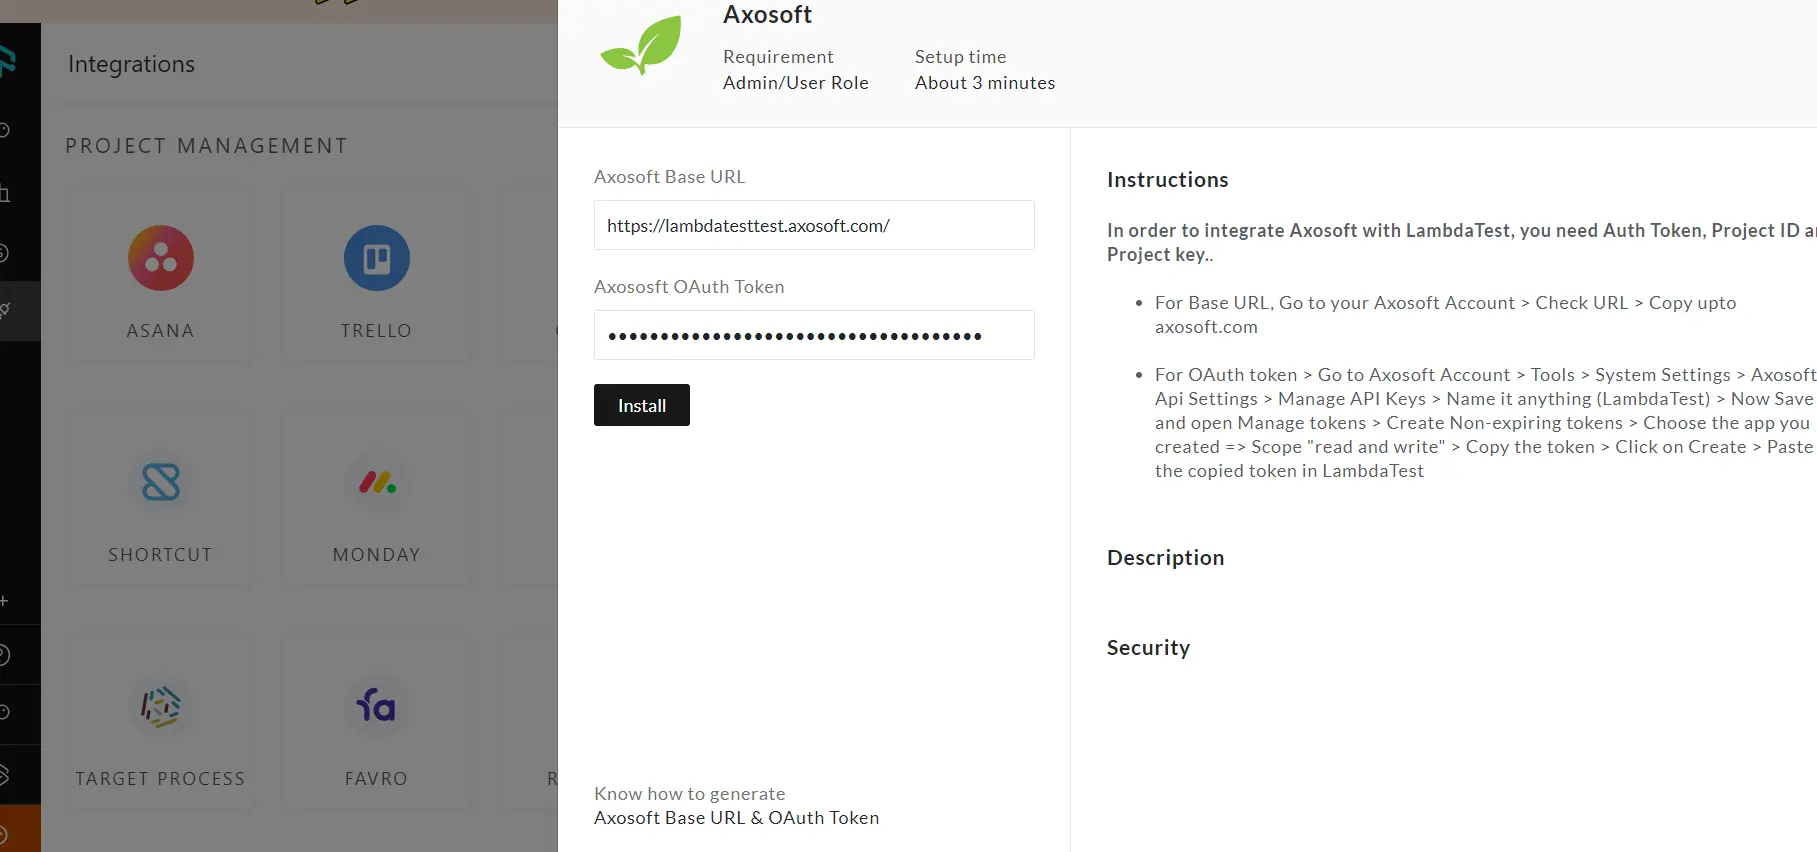 Integrations
PROJECT MANAGEMENT
ASANA
TRELLO
SHORTCUT
MONDAY
TARGET PROCESS
FAVRO
Axosoft
Requirement
Setup time
Admin/User Role
About 3 minutes
Axosoft Base URL
https://lambdatesttest.axosoft.com/
Axososft OAuth Token
••••••••••••••••••••••••••••••••••••
Install
Know how to generate
Axosoft Base URL & OAuth Token
Instructions
In order to integrate Axosoft with LambdaTest, you need Auth Token, Project ID
Project key..
• For Base URL, Go to your Axosoft Account > Check URL > Copy upto
axosoft.com
• For OAuth token > Go to Axosoft Account > Tools > System Settings > Axosoft
Api Settings > Manage API Keys > Name it anything (LambdaTest) > Now Save
and open Manage tokens > Create Non-expiring tokens > Choose the app you
created => Scope "read and write" > Copy the token > Click on Create > Paste
the copied token in LambdaTest
Description
Security